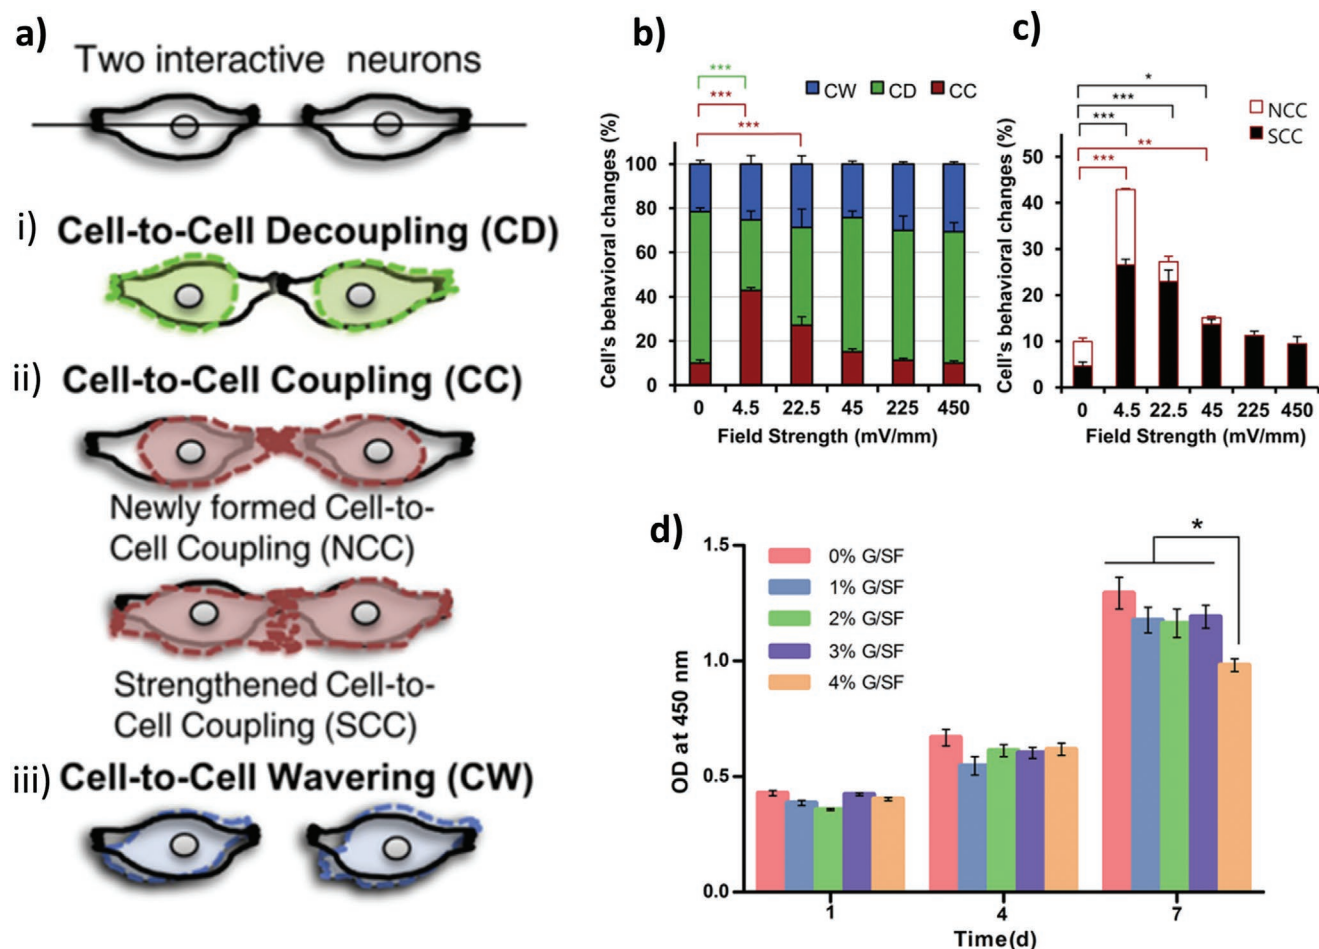 a)
Two interactive neurons
i)
Cell-to-Cell Decoupling (CD)
ii)
Cell-to-Cell Coupling (CC)
Newly formed Cell-to-
Cell Coupling (NCC)
Strengthened Cell-to-
Cell Coupling (SCC)
iii)
Cell-to-Cell Wavering (CW)
b)
***
***
***
CW
CD
CC
Cell's behavioral changes (%)
100
80
60
40
20
0
0 4.5 22.5 45 225 450
Field Strength (mV/mm)
c)
*
***
***
**
***
NCC
SCC
Cell's behavioral changes (%)
50
40
30
20
10
0
0 4.5 22.5 45 225 450
Field Strength (mV/mm)
d)
*
0% G/SF
1% G/SF
2% G/SF
3% G/SF
4% G/SF
OD at 450 nm
1.5
1.0
0.5
0.0
1 4 7
Time(d)